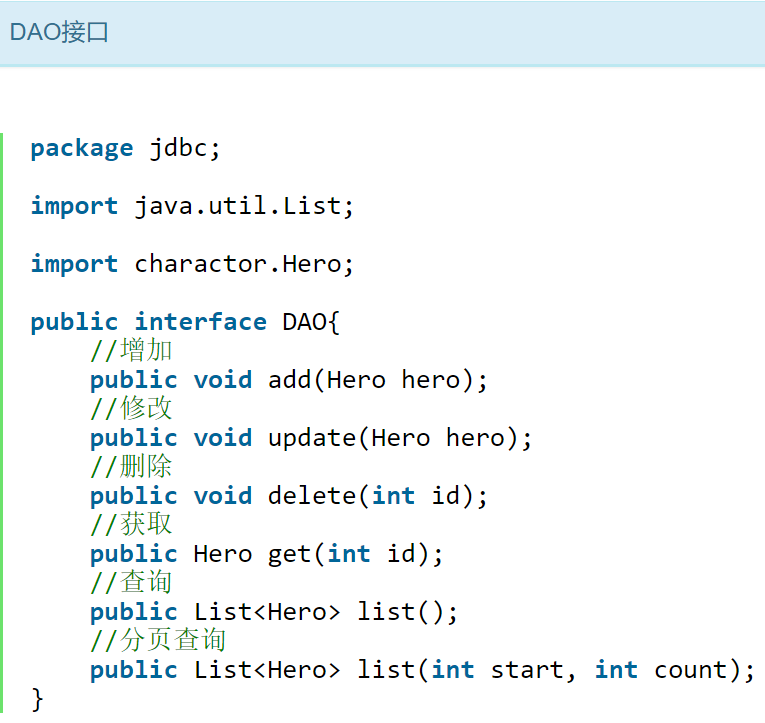 DAO接口
package jdbc;
import java.util.List;
import charactor.Hero;
public interface DAO{
//增加
public void add(Hero hero);
//修改
public void update(Hero hero);
//删除
public void delete(int id);
//获取
public Hero get(int id);
//查询
public List<Hero> list();
//分页查询
public List<Hero> list(int start, int count);
}